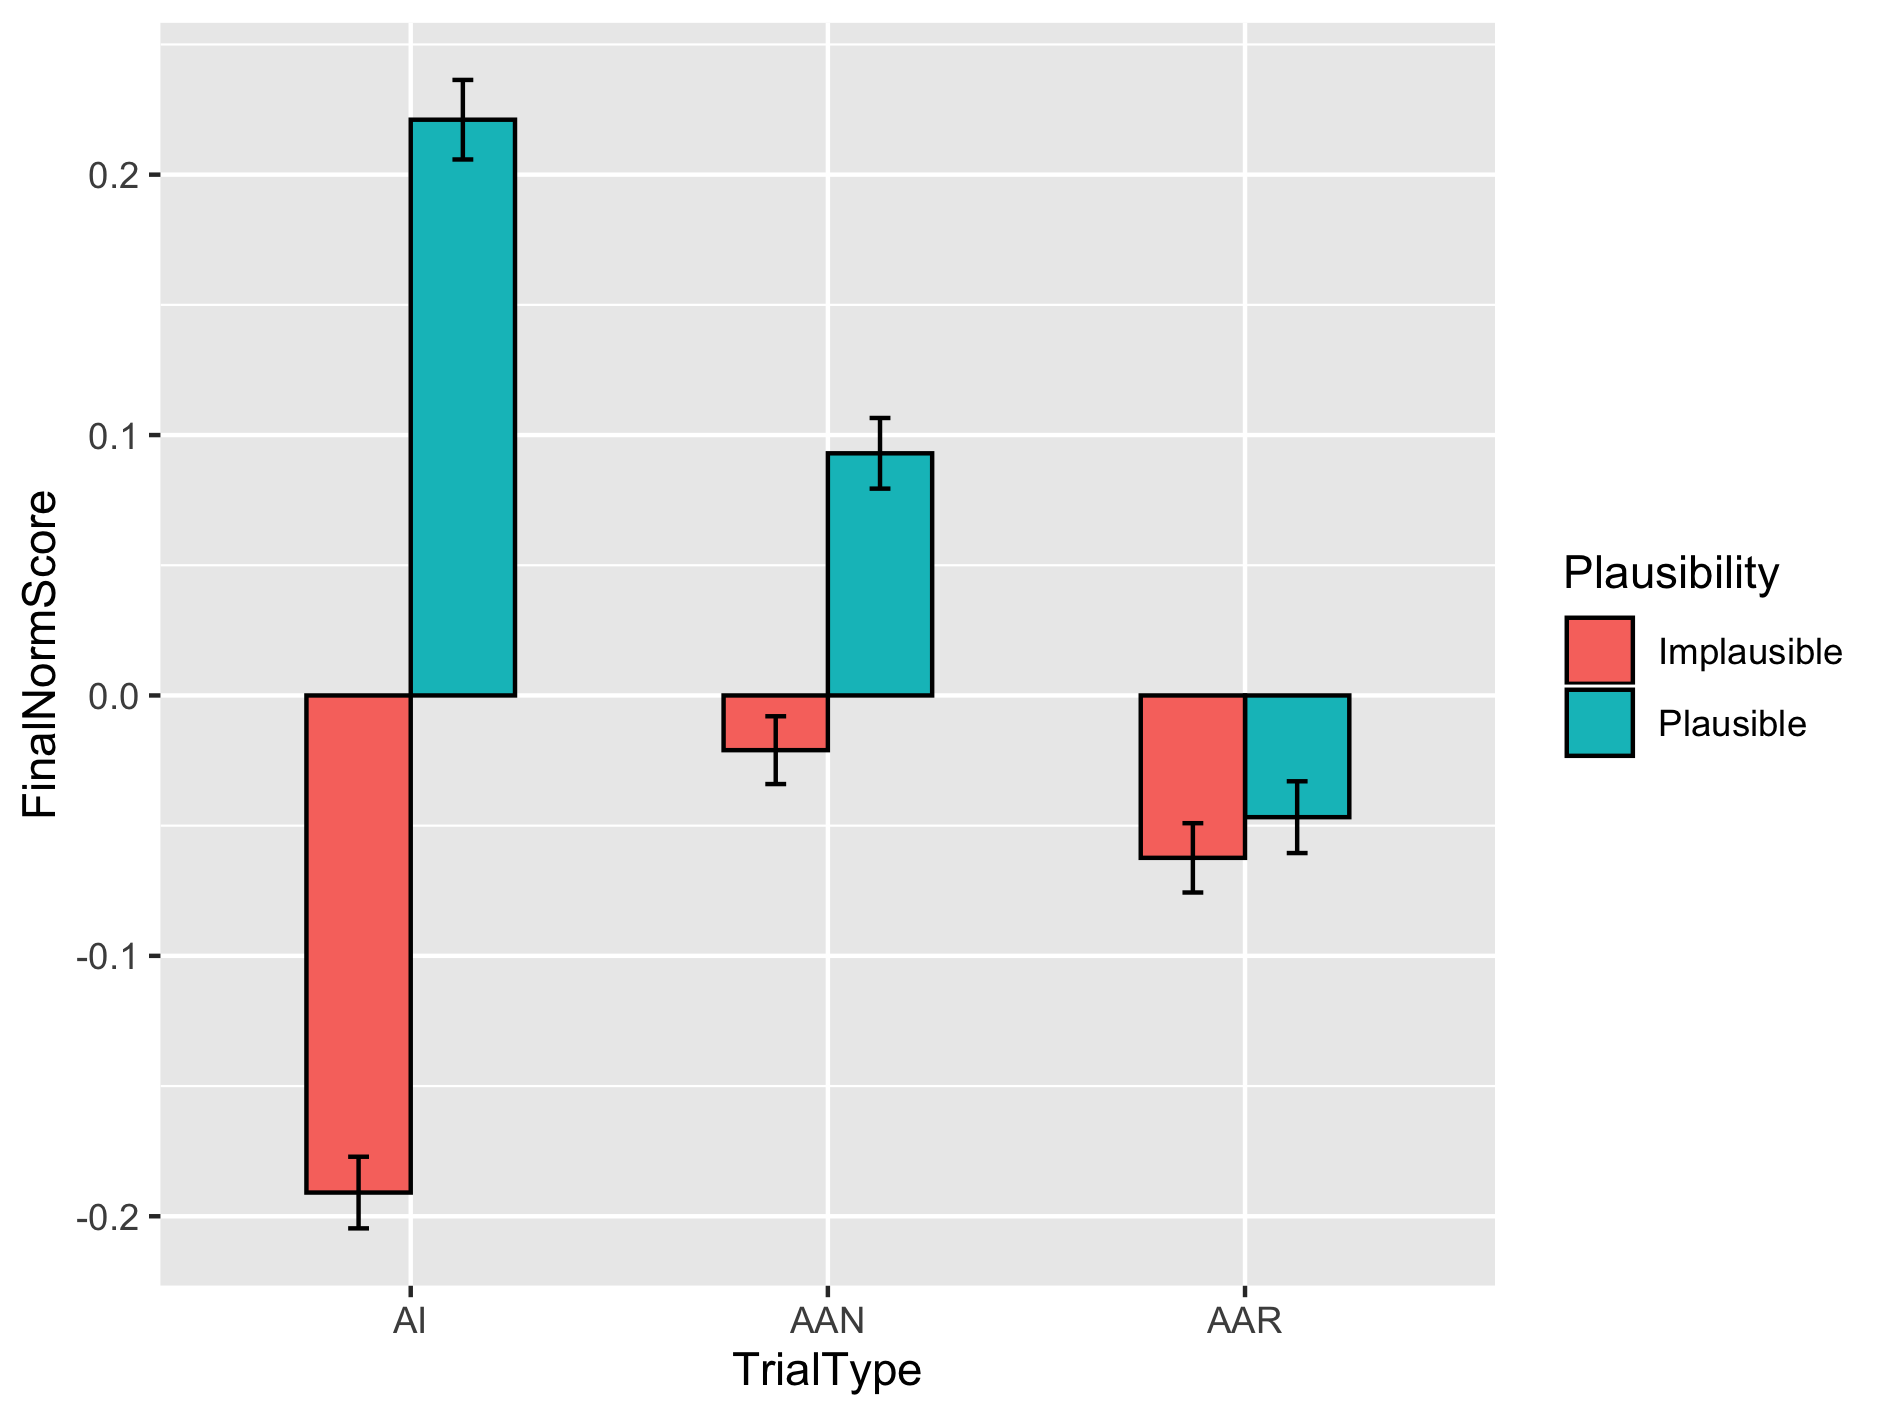 FinalNormScore
0.2
0.1
0.0
-0.1
-0.2
AI
AAN
AAR
TrialType
Plausibility
Implausible
Plausible